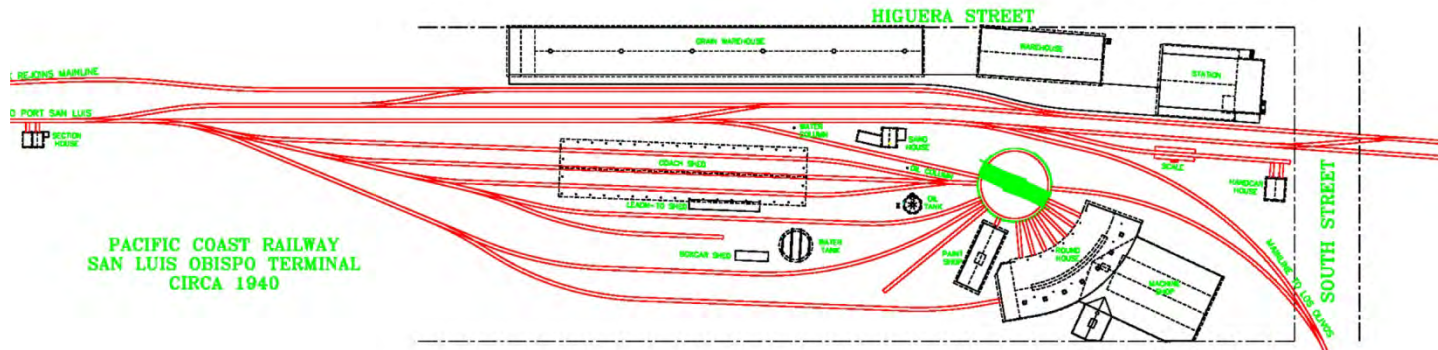 HIGUERA STREET
GRAIN WAREHOUSE
WAREHOUSE
STATION
REJOINS MAINLINE
O PORT SAN LUIS
SECTION
HOUSE
WATER
COLUMN
SAND
HOUSE
COACH SHED
OIL COLUMN
SCALE
HANDCAR
HOUSE
LEAN-TO SHED
OIL
TANK
WATER
TANK
BOXCAR SHED
PAINT
SHOP
ROUND
HOUSE
MACHINE
SHOP
MAINLINE TO LOS OLIVOS
SOUTH STREET
PACIFIC COAST RAILWAY
SAN LUIS OBISPO TERMINAL
CIRCA 1940